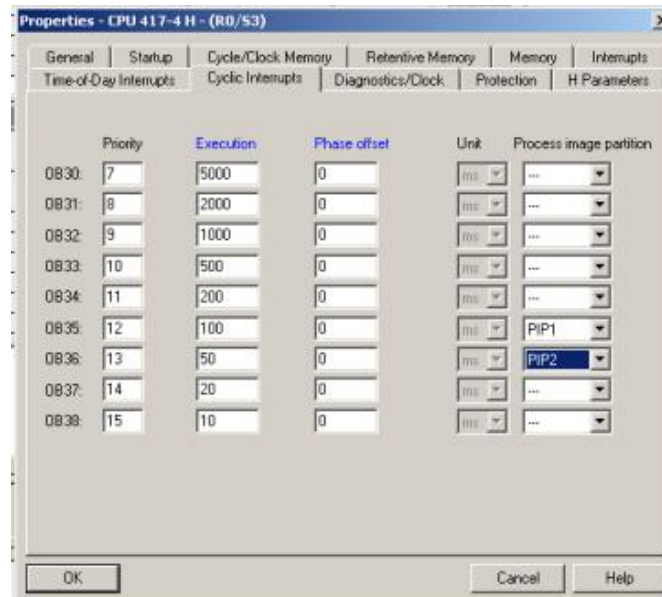 Properties - CPU 417-4 H - (R0/S3)
General Startup Cycle/Clock Memory Retentive Memory Memory Interrupts
Time-of-Day Interrupts Cyclic Interrupts Diagnostics/Clock Protection H Parameters
Priority Execution Phase offset Unit Process image partition
OB30: 7 5000 0 ms ---
OB31: 8 2000 0 ms ---
OB32: 9 1000 0 ms ---
OB33: 10 500 0 ms ---
OB34: 11 200 0 ms ---
OB35: 12 100 0 ms PIP1
OB36: 13 50 0 ms PIP2
OB37: 14 20 0 ms ---
OB38: 15 10 0 ms ---
OK Cancel Help